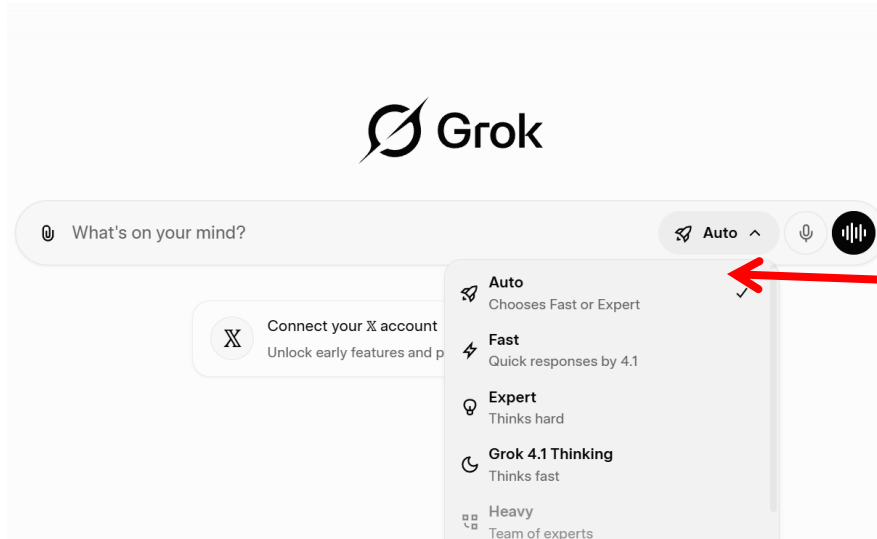 Grok
What's on your mind?
Auto
Auto
Chooses Fast or Expert
Connect your 𝕏 account
Unlock early features and p
Fast
Quick responses by 4.1
Expert
Thinks hard
Grok 4.1 Thinking
Thinks fast
Heavy
Team of experts